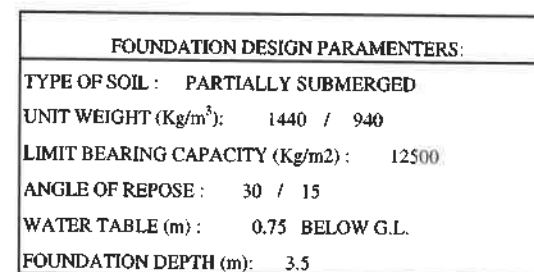 FOUNDATION DESIGN PARAMENTERS:
TYPE OF SOIL : PARTIALLY SUBMERGED
UNIT WEIGHT (Kg/m³): 1440 / 940
LIMIT BEARING CAPACITY (Kg/m2) : 12500
ANGLE OF REPOSE : 30 / 15
WATER TABLE (m) : 0.75 BELOW G.L.
FOUNDATION DEPTH (m): 3.5